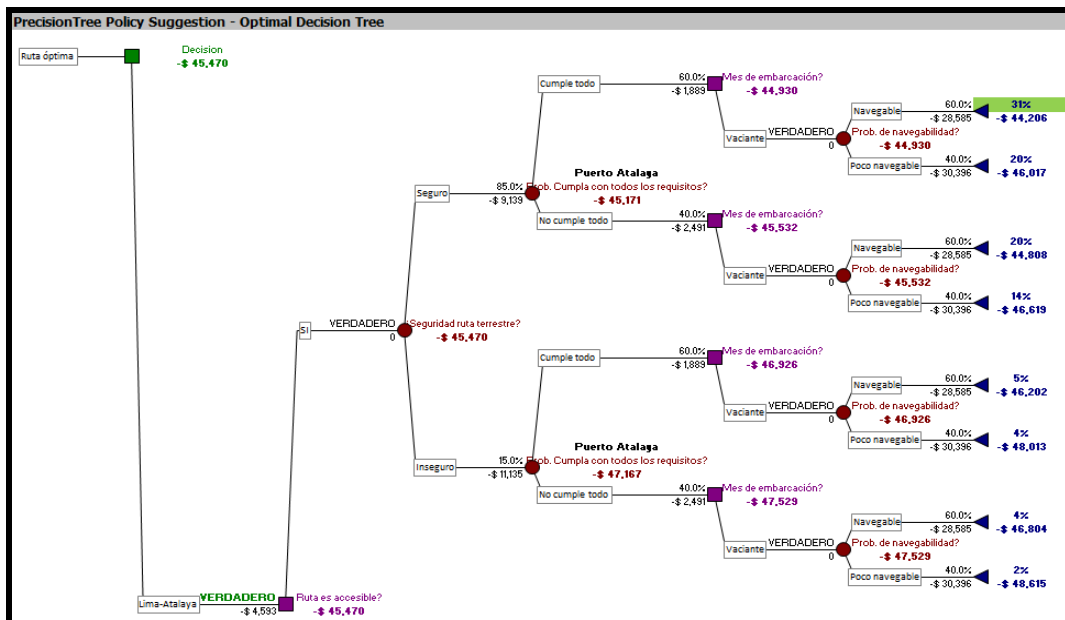 PrecisionTree Policy Suggestion - Optimal Decision Tree
Ruta óptima
Decision
-$ 45,470
Cumple todo
60.0%
-$ 1,889
Mes de embarcación?
-$ 44,930
Vaciante
VERDADERO
0
Prob. de navegabilidad?
-$ 44,930
Navegable
60.0%
-$ 28,585
31%
-$ 44,206
Poco navegable
40.0%
-$ 30,396
20%
-$ 46,017
Seguro
85.0%
-$ 9,139
Puerto Atalaya
Prob. Cumpla con todos los requisitos?
-$ 45,171
No cumple todo
40.0%
-$ 2,491
Mes de embarcación?
-$ 45,532
Vaciante
VERDADERO
0
Prob. de navegabilidad?
-$ 45,532
Navegable
60.0%
-$ 28,585
20%
-$ 44,808
Poco navegable
40.0%
-$ 30,396
14%
-$ 46,619
SI
VERDADERO
0
¿Seguridad ruta terrestre?
-$ 45,470
Cumple todo
60.0%
-$ 1,889
Mes de embarcación?
-$ 46,926
Vaciante
VERDADERO
0
Prob. de navegabilidad?
-$ 46,926
Navegable
60.0%
-$ 28,585
5%
-$ 46,202
Poco navegable
40.0%
-$ 30,396
4%
-$ 48,013
Inseguro
15.0%
-$ 11,135
Puerto Atalaya
Prob. Cumpla con todos los requisitos?
-$ 47,167
No cumple todo
40.0%
-$ 2,491
Mes de embarcación?
-$ 47,529
Vaciante
VERDADERO
0
Prob. de navegabilidad?
-$ 47,529
Navegable
60.0%
-$ 28,585
4%
-$ 46,804
Poco navegable
40.0%
-$ 30,396
2%
-$ 48,615
Lima-Atalaya
VERDADERO
-$ 4,593
Ruta es accesible?
-$ 45,470